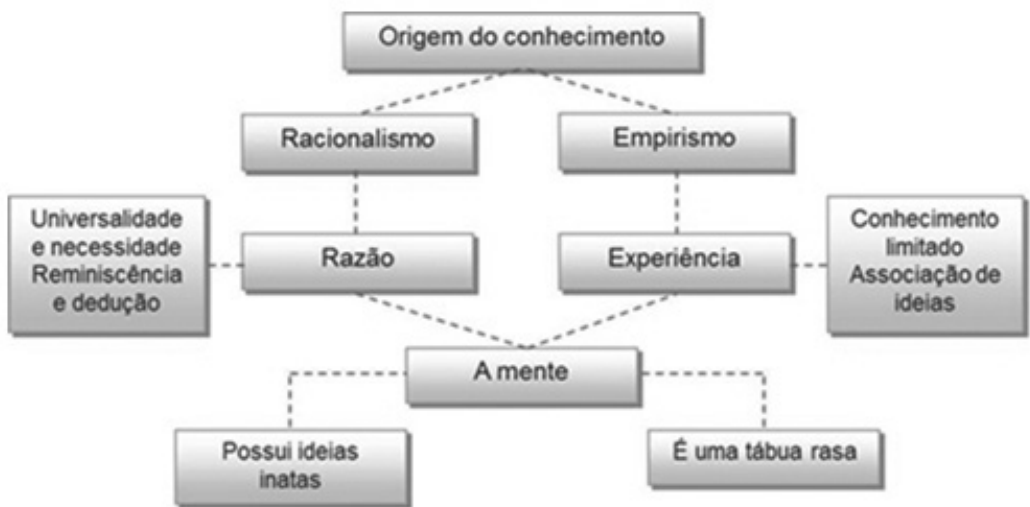 Origem do conhecimento
Racionalismo
Empirismo
Universalidade
e necessidade
Reminiscência
e dedução
Razão
Experiência
Conhecimento
limitado
Associação de
ideias
A mente
Possui ideias
inatas
É uma tábua rasa